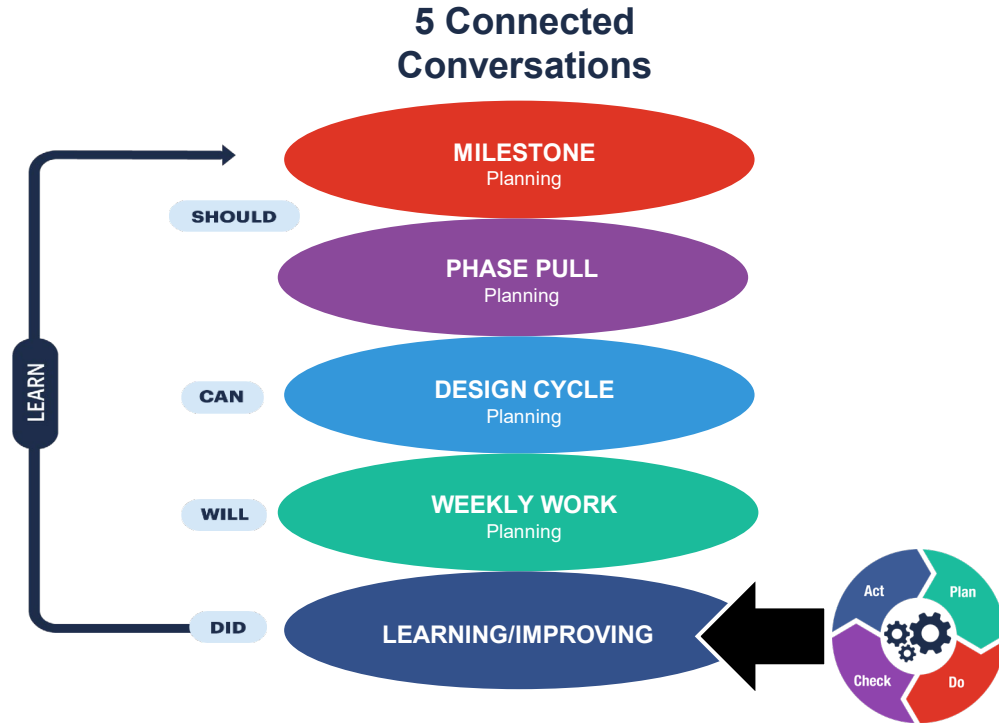 5 Connected
Conversations
MILESTONE
Planning
SHOULD
PHASE PULL
Planning
LEARN
CAN
DESIGN CYCLE
Planning
WILL
WEEKLY WORK
Planning
DID
LEARNING/IMPROVING
Act
Plan
Check
Do